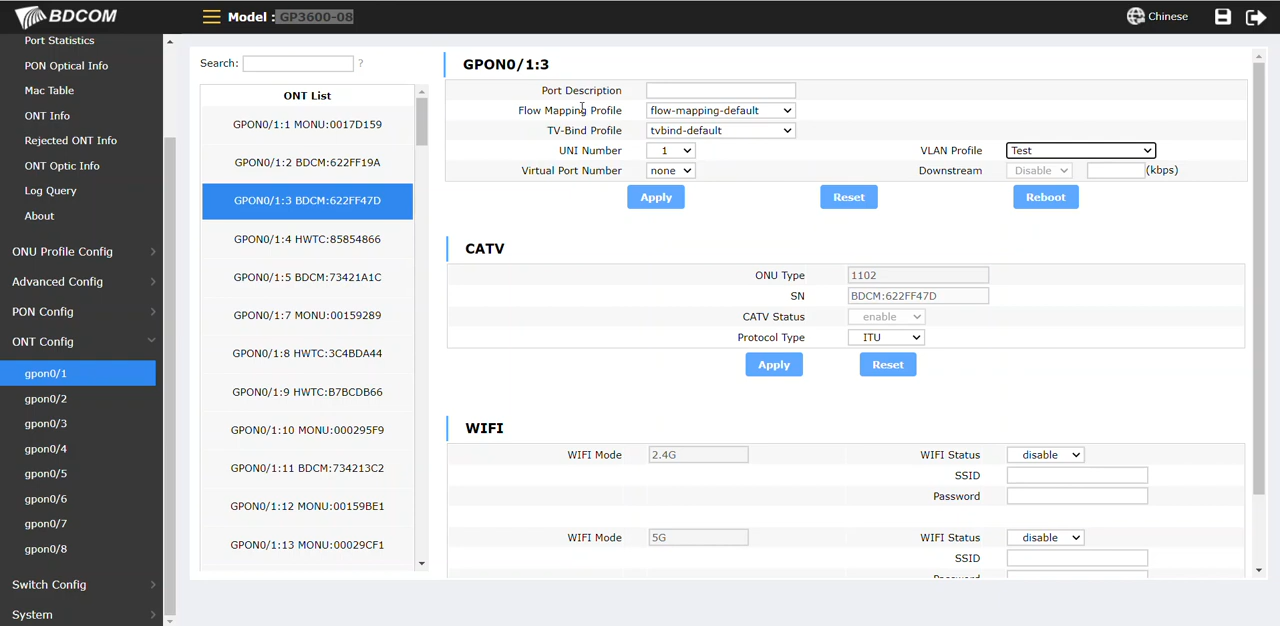 BDCOM
Model : GP3600-08
Chinese
Port Statistics
PON Optical Info
Mac Table
ONT Info
Rejected ONT Info
ONT Optic Info
Log Query
About
ONU Profile Config
Advanced Config
PON Config
ONT Config
gpon0/1
gpon0/2
gpon0/3
gpon0/4
gpon0/5
gpon0/6
gpon0/7
gpon0/8
Switch Config
System
Search: ?
ONT List
GPON0/1:1 MONU:0017D159
GPON0/1:2 BDCM:622FF19A
GPON0/1:3 BDCM:622FF47D
GPON0/1:4 HWTC:85854866
GPON0/1:5 BDCM:73421A1C
GPON0/1:7 MONU:00159289
GPON0/1:8 HWTC:3C4BDA44
GPON0/1:9 HWTC:B7BCDB66
GPON0/1:10 MONU:000295F9
GPON0/1:11 BDCM:734213C2
GPON0/1:12 MONU:00159BE1
GPON0/1:13 MONU:00029CF1
GPON0/1:3
Port Description
Flow Mapping Profile flow-mapping-default
TV-Bind Profile tvbind-default
UNI Number 1 VLAN Profile Test
Virtual Port Number none Downstream Disable (kbps)
Apply Reset Reboot
CATV
ONU Type 1102
SN BDCM:622FF47D
CATV Status enable
Protocol Type ITU
Apply Reset
WIFI
WIFI Mode 2.4G WIFI Status disable
SSID
Password
WIFI Mode 5G WIFI Status disable
SSID
Password